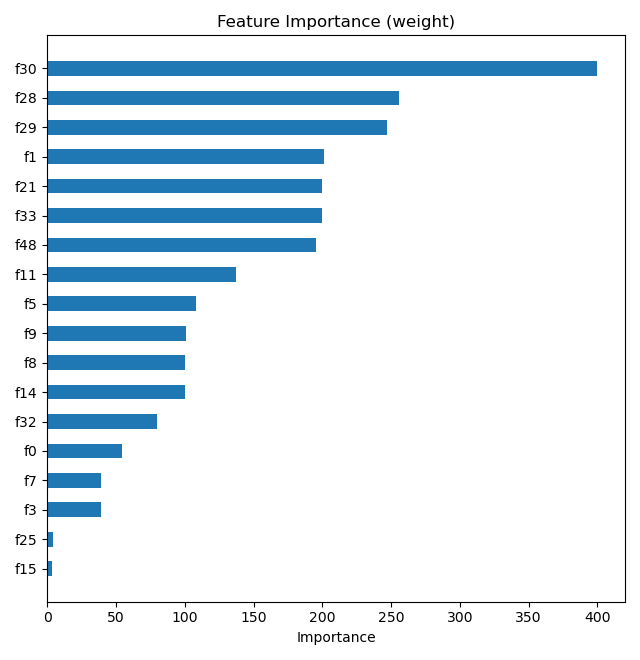 Feature Importance (weight)
f30
f28
f29
f1
f21
f33
f48
f11
f5
f9
f8
f14
f32
f0
f7
f3
f25
f15
0 50 100 150 200 250 300 350 400
Importance